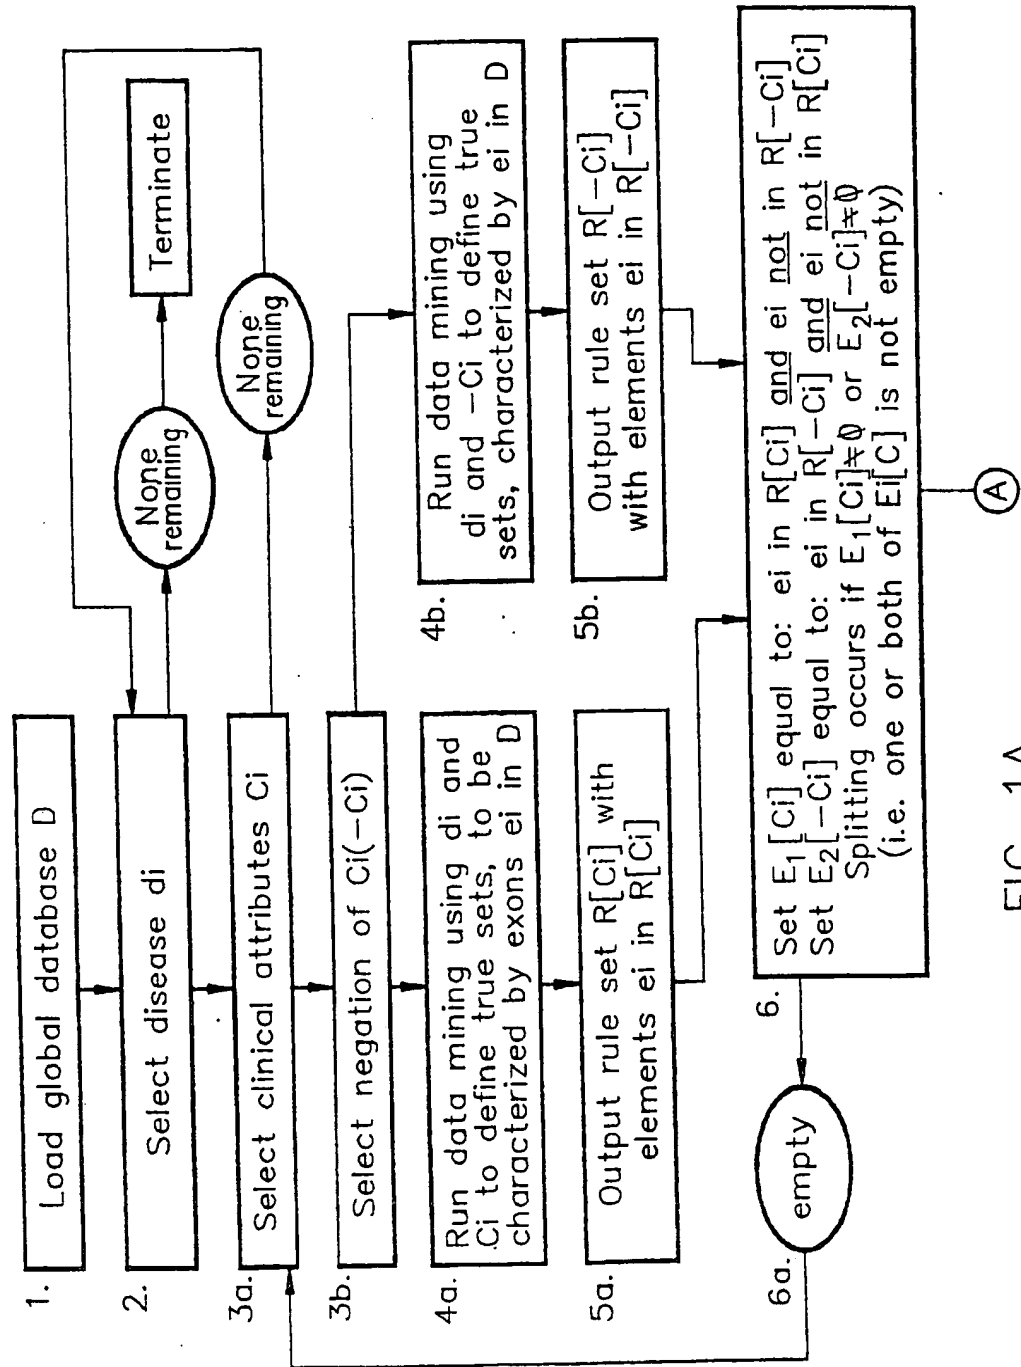 1.
Load global database D
2.
Select disease di
None
remaining
Terminate
3a.
Select clinical attributes Ci
None
remaining
3b.
Select negation of Ci(−Ci)
4a.
Run data mining using di and
Ci to define true sets, to be
characterized by exons ei in D
4b.
Run data mining using
di and −Ci to define true
sets, characterized by ei in D
5a.
Output rule set R[Ci] with
elements ei in R[Ci]
5b.
Output rule set R[−Ci]
with elements ei in R[−Ci]
6.
Set E₁[Ci] equal to: ei in R[Ci] and ei not in R[−Ci]
Set E₂[−Ci] equal to: ei in R[−Ci] and ei not in R[Ci]
Splitting occurs if E₁[Ci]≠∅ or E₂[−Ci]≠∅
(i.e. one or both of Ei[C] is not empty)
6a.
empty
A
FIG. 1A